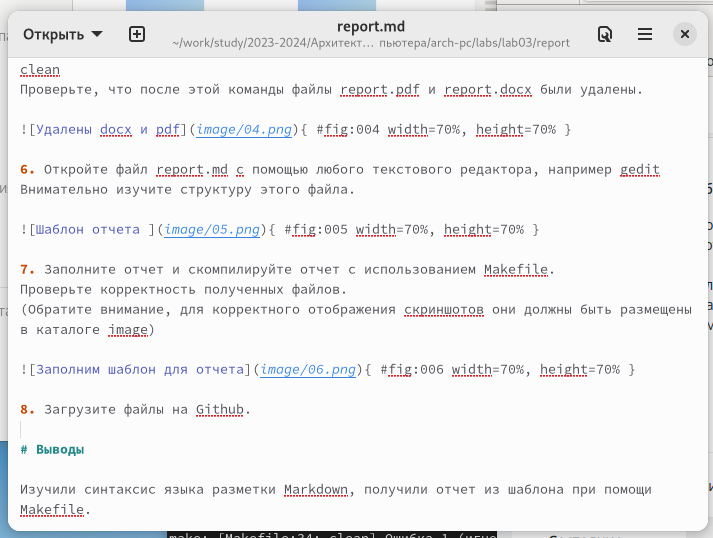 Открыть
report.md
~/work/study/2023-2024/Архитект… пьютера/arch-pc/labs/lab03/report
clean
Проверьте, что после этой команды файлы report.pdf и report.docx были удалены.
![Удалены docx и pdf](image/04.png){ #fig:004 width=70%, height=70% }
6. Откройте файл report.md с помощью любого текстового редактора, например gedit
Внимательно изучите структуру этого файла.
![Шаблон отчета ](image/05.png){ #fig:005 width=70%, height=70% }
7. Заполните отчет и скомпилируйте отчет с использованием Makefile.
Проверьте корректность полученных файлов.
(Обратите внимание, для корректного отображения скриншотов они должны быть размещены
в каталоге image)
![Заполним шаблон для отчета](image/06.png){ #fig:006 width=70%, height=70% }
8. Загрузите файлы на Github.
# Выводы
Изучили синтаксис языка разметки Markdown, получили отчет из шаблона при помощи
Makefile.
make: [Makefile:34: clean] Ошибка 1